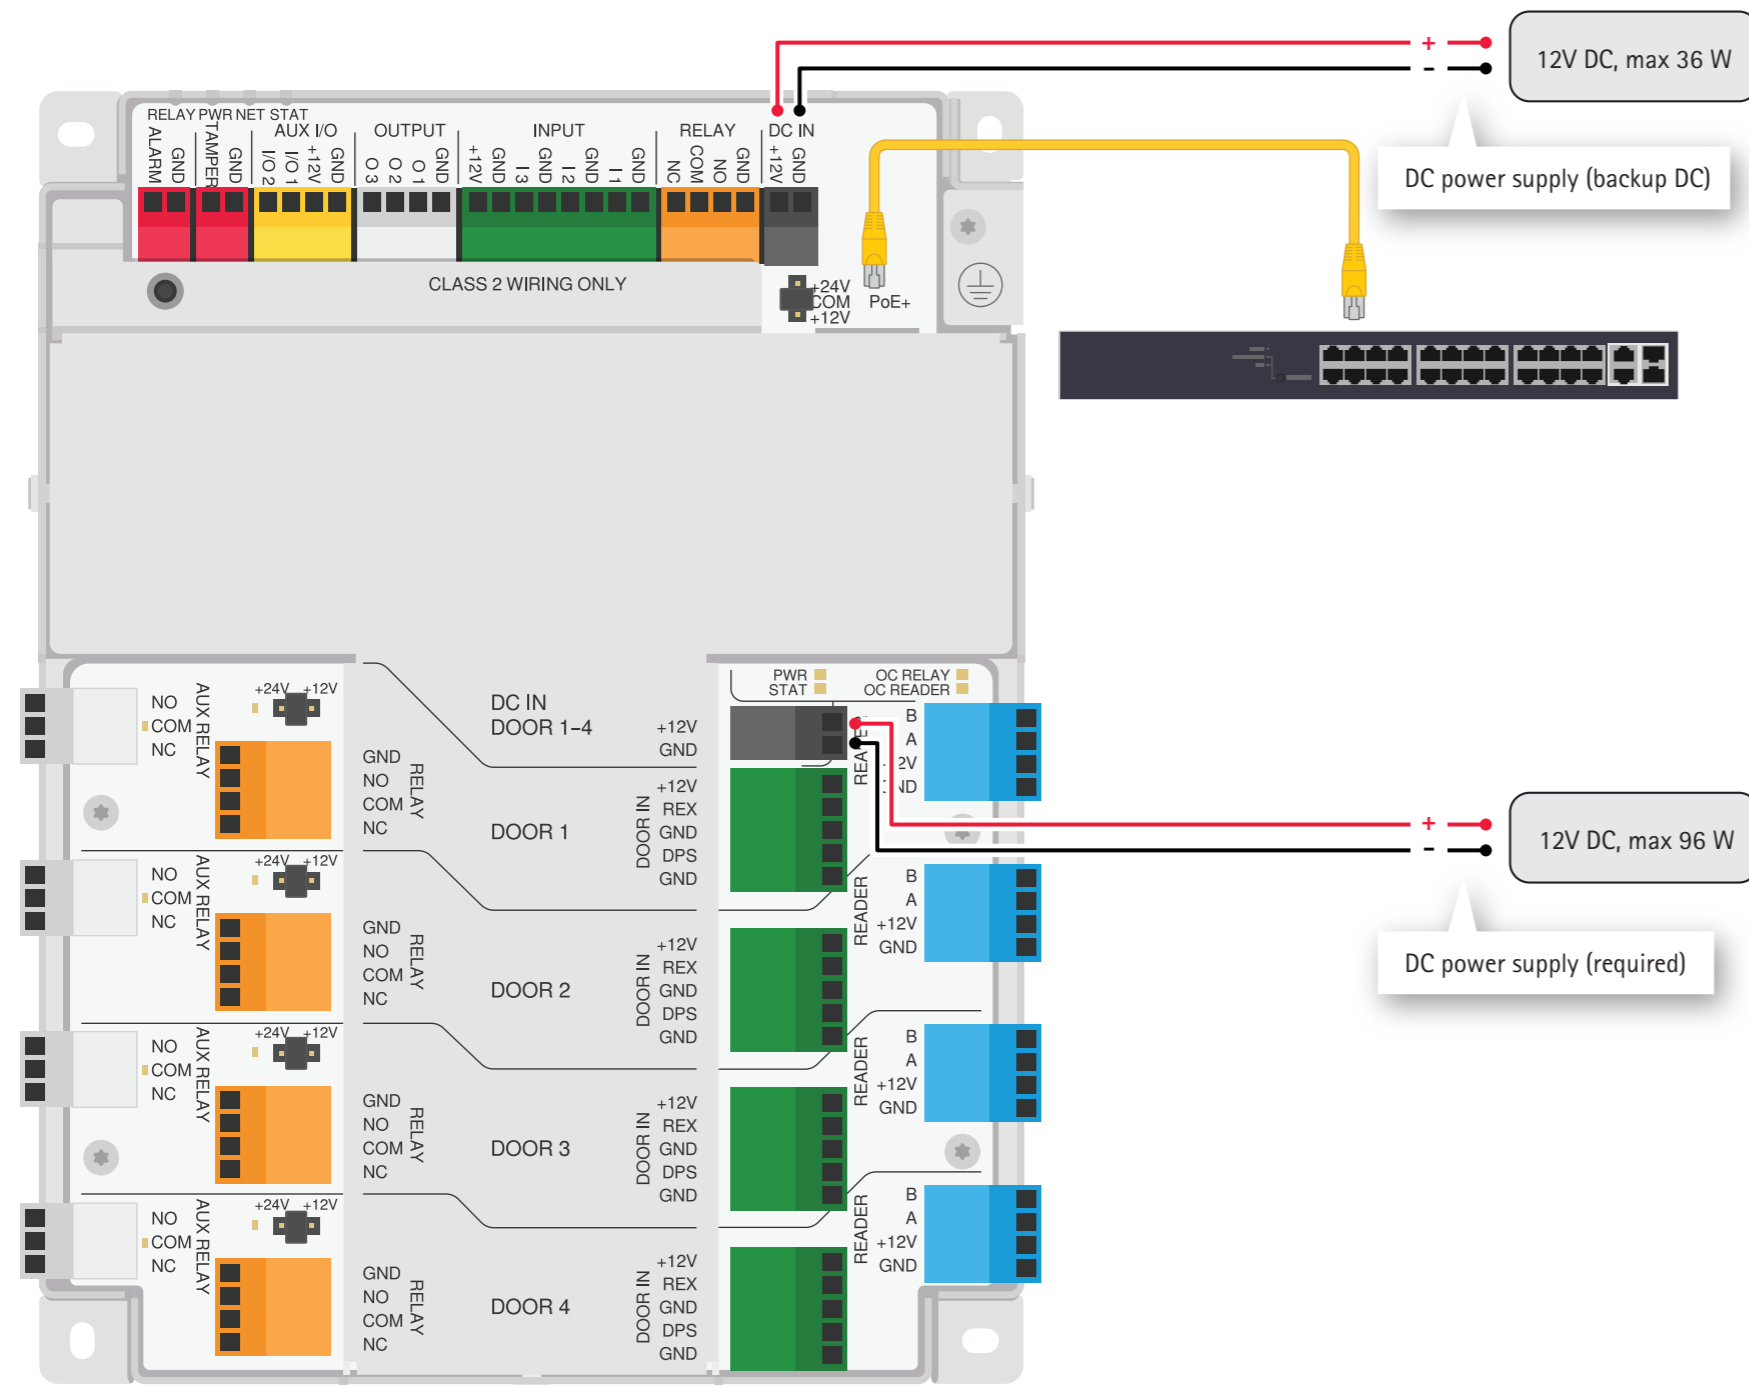 +
-
12V DC, max 36 W
DC power supply (backup DC)
RELAY PWR NET STAT
AUX I/O
OUTPUT
INPUT
RELAY
DC IN
ALARM
GND
TAMPER
GND
I/O 2
I/O 1
+12V
GND
O 3
O 2
O 1
GND
+12V
GND
I 3
GND
I 2
GND
I 1
GND
NC
COM
NO
GND
+12V
GND
CLASS 2 WIRING ONLY
+24V
COM
+12V
PoE+
DC IN
DOOR 1–4
+12V
GND
PWR
STAT
OC RELAY
OC READER
NO
COM
NC
AUX RELAY
+24V
+12V
GND
NO
COM
NC
RELAY
DOOR 1
DOOR IN
+12V
REX
GND
DPS
GND
B
A
+
-
12V DC, max 96 W
DC power supply (required)
NO
COM
NC
AUX RELAY
+24V
+12V
GND
NO
COM
NC
RELAY
DOOR 2
DOOR IN
+12V
REX
GND
DPS
GND
READER
B
A
+12V
GND
NO
COM
NC
AUX RELAY
+24V
+12V
GND
NO
COM
NC
RELAY
DOOR 3
DOOR IN
+12V
REX
GND
DPS
GND
READER
B
A
+12V
GND
NO
COM
NC
AUX RELAY
+24V
+12V
GND
NO
COM
NC
RELAY
DOOR 4
DOOR IN
+12V
REX
GND
DPS
GND
READER
B
A
+12V
GND